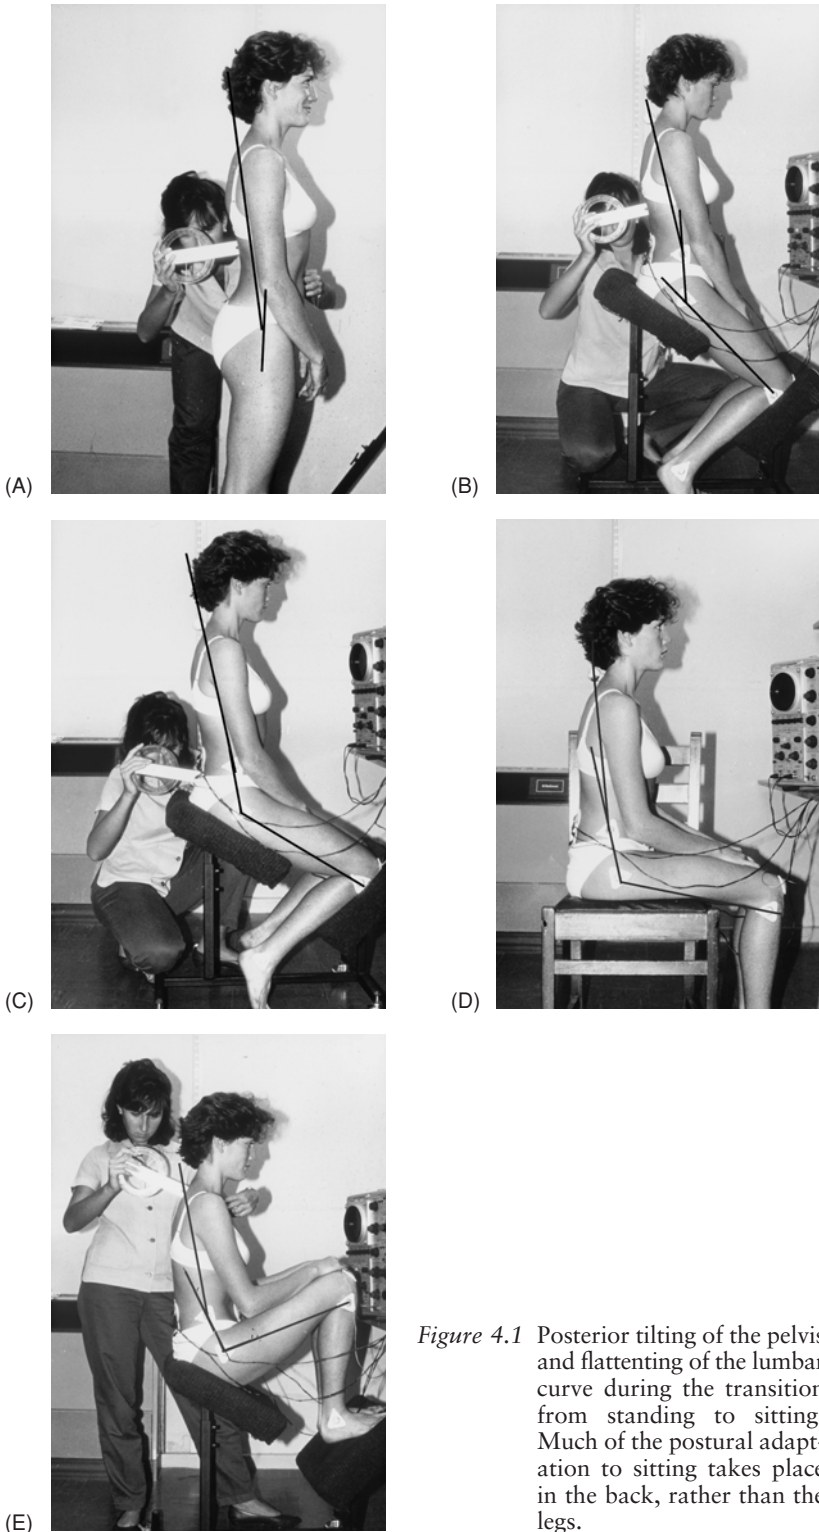 (A)
(B)
(C)
(D)
(E)
Figure 4.1 Posterior tilting of the pelvis
and flattenting of the lumbar
curve during the transition
from standing to sitting
Much of the postural adapt-
ation to sitting takes place
in the back, rather than the
legs.